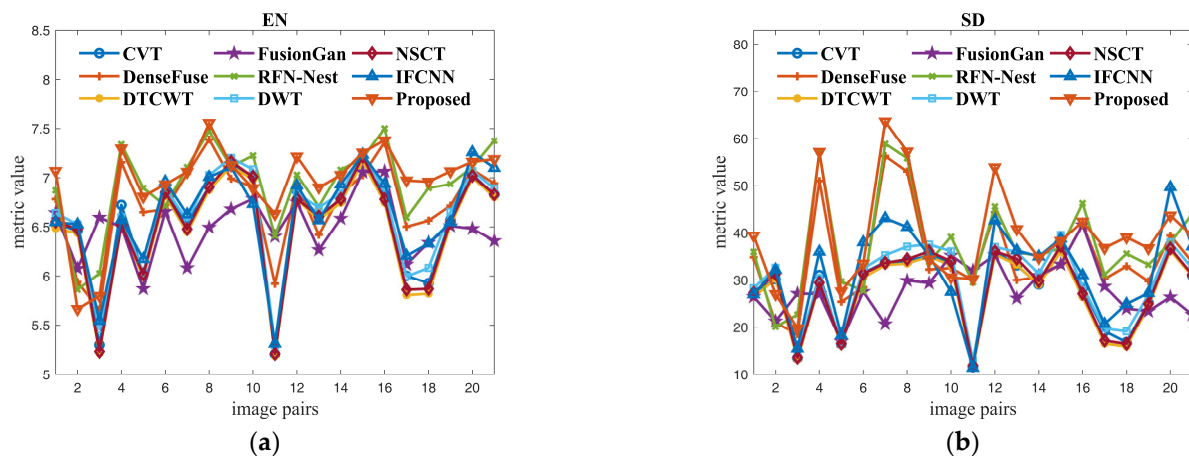 EN
8.5
8
7.5
7
6.5
6
5.5
5
metric value
CVT FusionGan NSCT
DenseFuse RFN-Nest IFCNN
DTCWT DWT Proposed
2 4 6 8 10 12 14 16 18 20
image pairs
(a)
SD
80
70
60
50
40
30
20
10
metric value
CVT FusionGan NSCT
DenseFuse RFN-Nest IFCNN
DTCWT DWT Proposed
2 4 6 8 10 12 14 16 18 20
image pairs
(b)